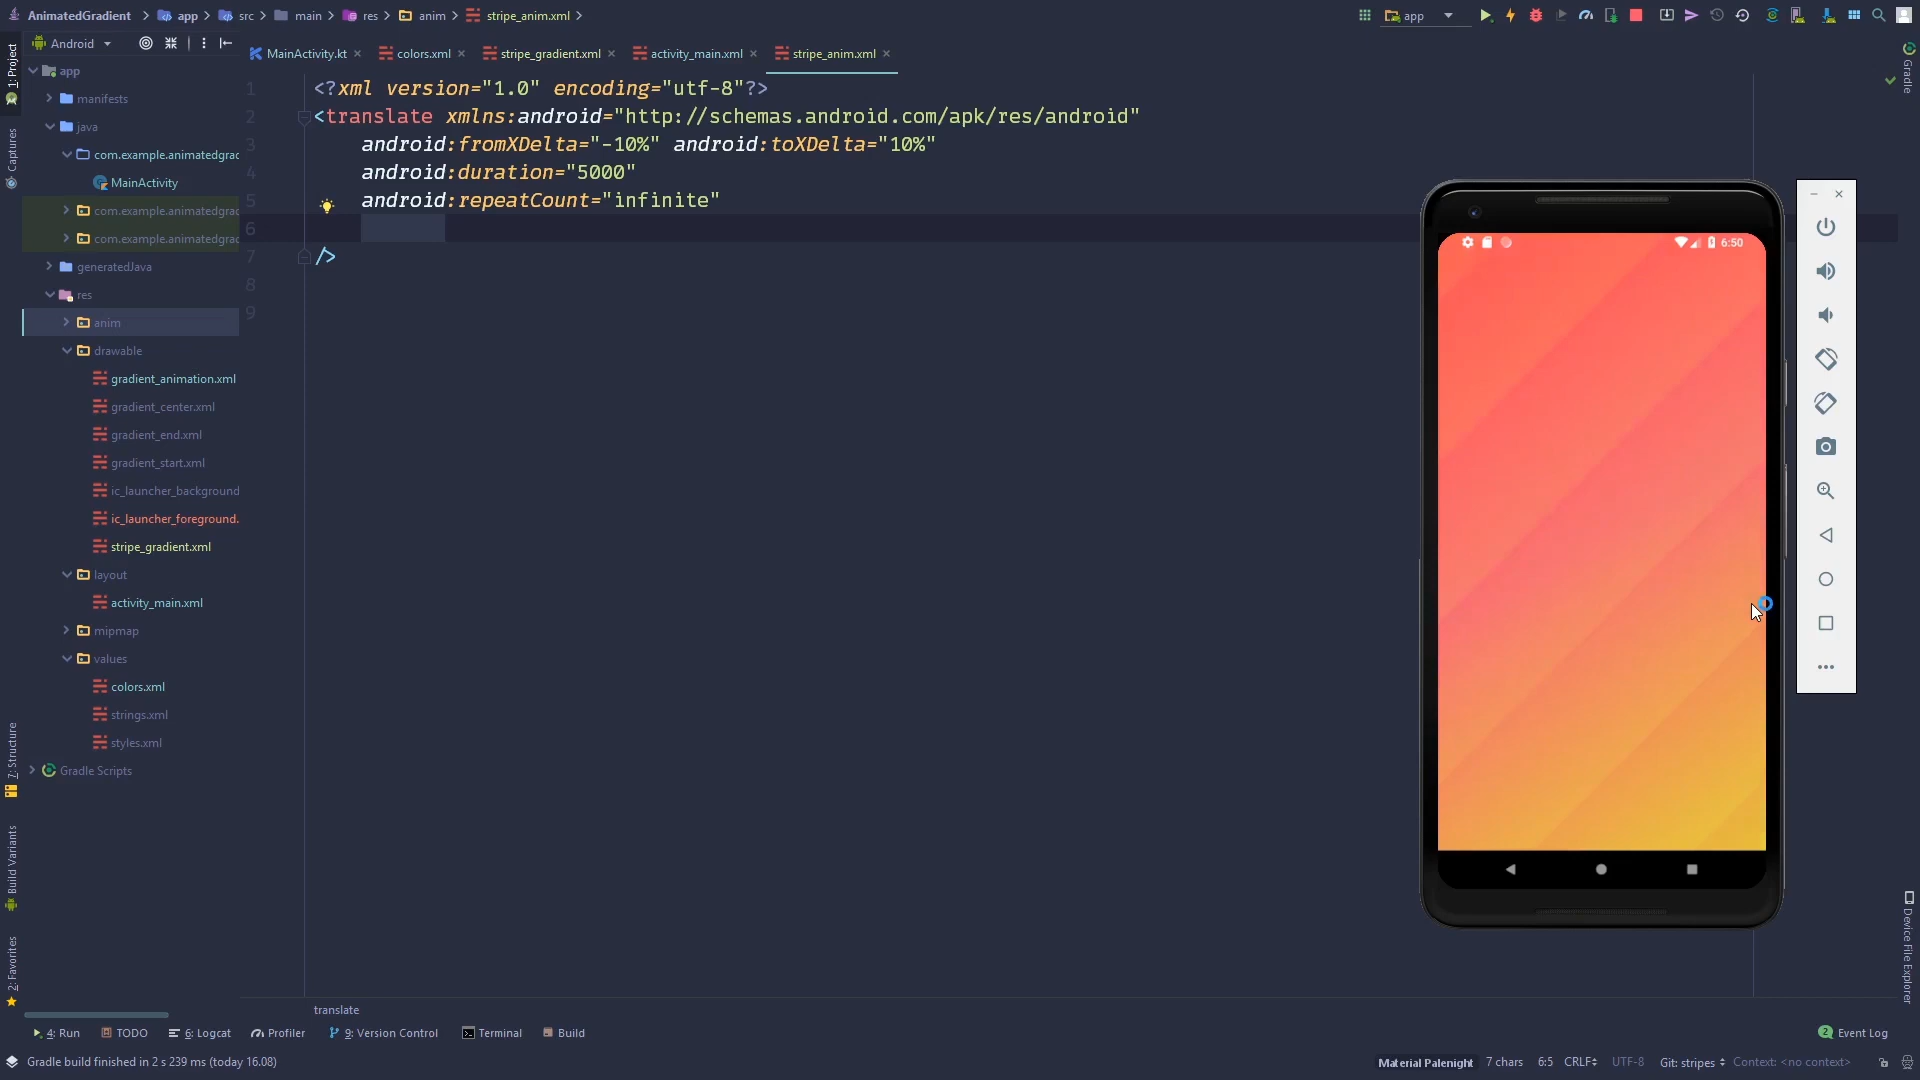 AnimatedGradient app src main res anim stripe_anim.xml app
Android MainActivity.kt colors.xml stripe_gradient.xml activity_main.xml stripe_anim.xml
1: Project
Captures
7: Structure
Build Variants
2: Favorites
app
manifests
java
com.example.animatedgrad
MainActivity
com.example.animatedgrad
com.example.animatedgrad
generatedJava
res
anim
drawable
gradient_animation.xml
gradient_center.xml
gradient_end.xml
gradient_start.xml
ic_launcher_background
ic_launcher_foreground.
stripe_gradient.xml
layout
activity_main.xml
mipmap
values
colors.xml
strings.xml
styles.xml
Gradle Scripts
1 <?xml version="1.0" encoding="utf-8"?>
2 <translate xmlns:android="http://schemas.android.com/apk/res/android"
3 android:fromXDelta="-10%" android:toXDelta="10%"
4 android:duration="5000"
5 android:repeatCount="infinite"
6
7 />
8
9
6:50
Gradle
Device File Explorer
translate
4: Run TODO 6: Logcat Profiler 9: Version Control Terminal Build 2 Event Log
Gradle build finished in 2 s 239 ms (today 16.08) Material Palenight 7 chars 6:5 CRLF UTF-8 Git: stripes Context: <no context>